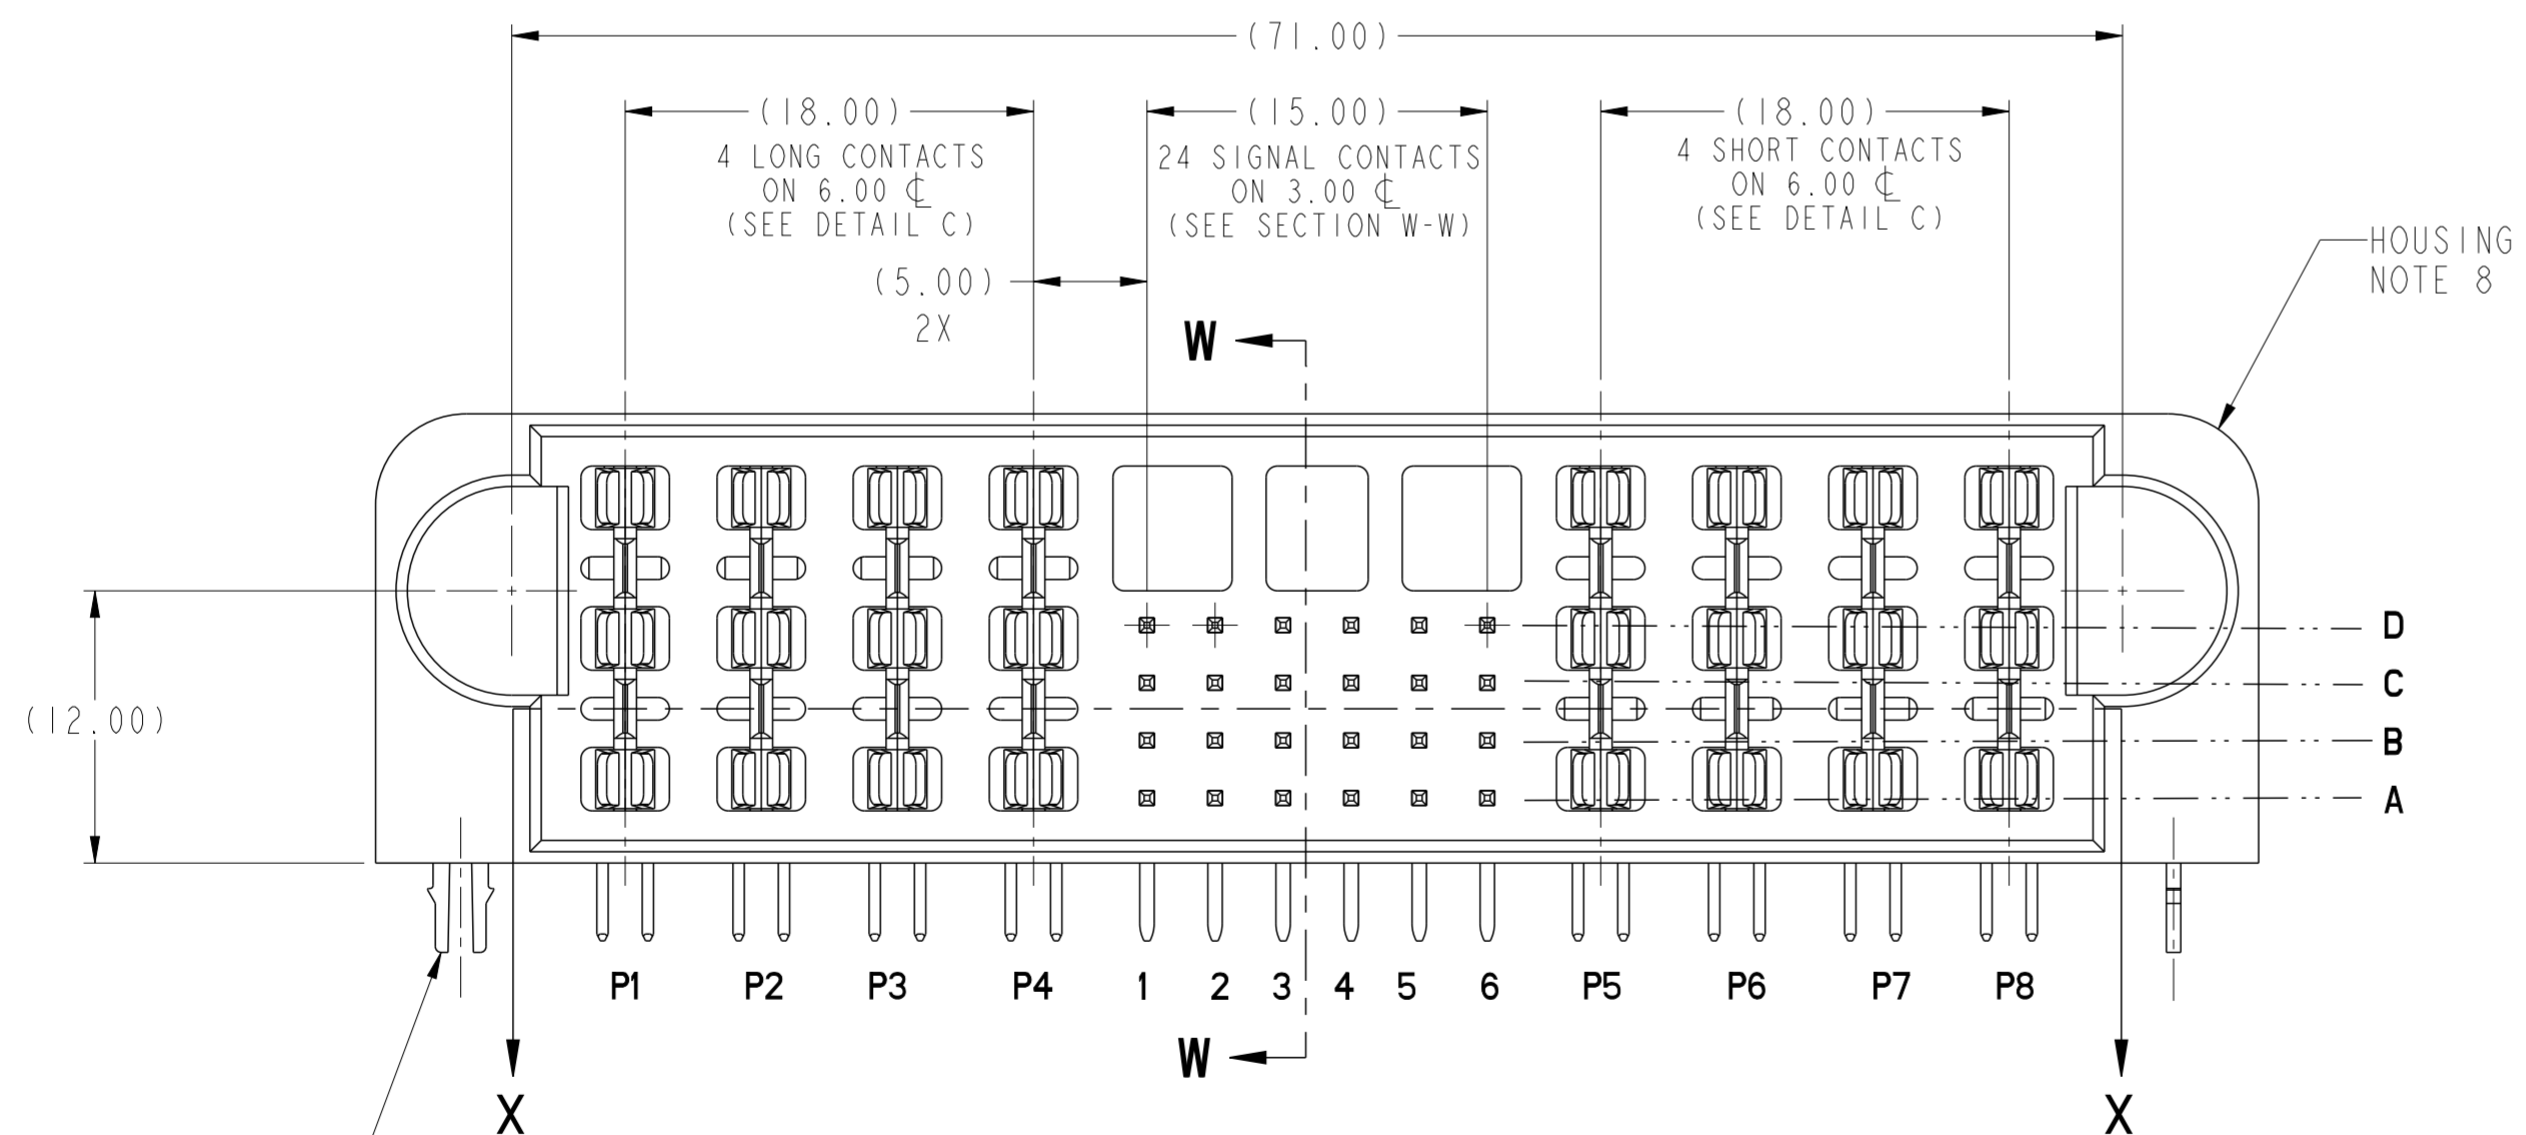 (71.00)
(18.00)
4 LONG CONTACTS
ON 6.00 ℄
(SEE DETAIL C)
(15.00)
24 SIGNAL CONTACTS
ON 3.00 ℄
(SEE SECTION W-W)
(18.00)
4 SHORT CONTACTS
ON 6.00 ℄
(SEE DETAIL C)
HOUSING
NOTE 8
(5.00)
2X
W
D
C
(12.00)
B
A
P1 P2 P3 P4 1 2 3 4 5 6 P5 P6 P7 P8
W
X X